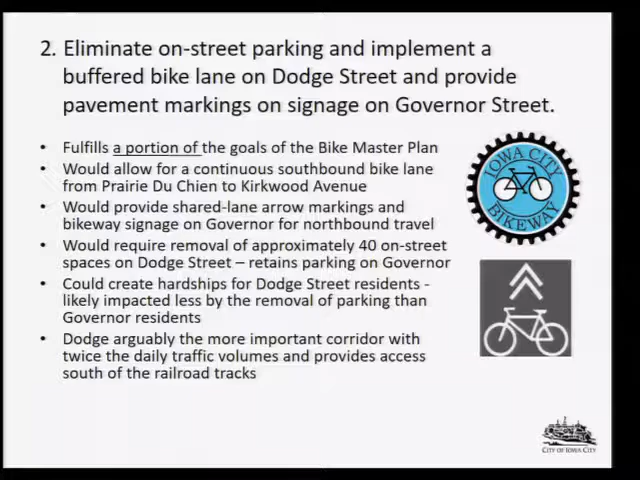 2. Eliminate on-street parking and implement a
buffered bike lane on Dodge Street and provide
pavement markings on signage on Governor Street.
• Fulfills a portion of the goals of the Bike Master Plan
• Would allow for a continuous southbound bike lane
from Prairie Du Chien to Kirkwood Avenue
• Would provide shared-lane arrow markings and
bikeway signage on Governor for northbound travel
• Would require removal of approximately 40 on-street
spaces on Dodge Street – retains parking on Governor
• Could create hardships for Dodge Street residents -
likely impacted less by the removal of parking than
Governor residents
• Dodge arguably the more important corridor with
twice the daily traffic volumes and provides access
south of the railroad tracks
IOWA CITY
BIKEWAY
CITY OF IOWA CITY